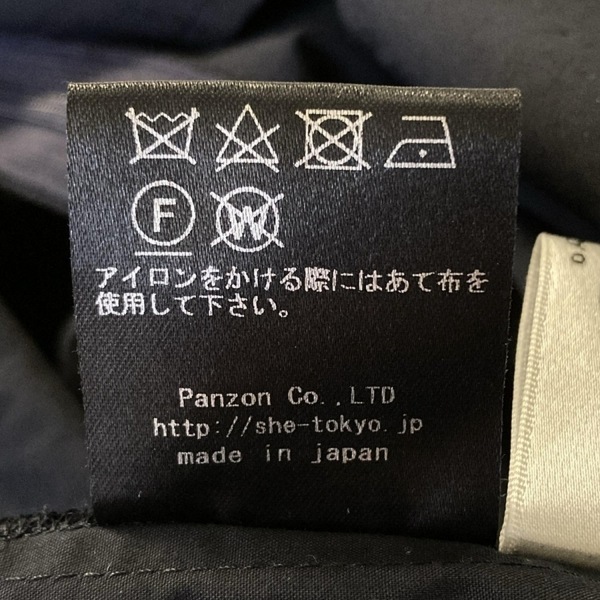 F W
アイロンをかける際にはあて布を
使用して下さい。
Panzon Co.,LTD
http://she-tokyo.jp
made in japan